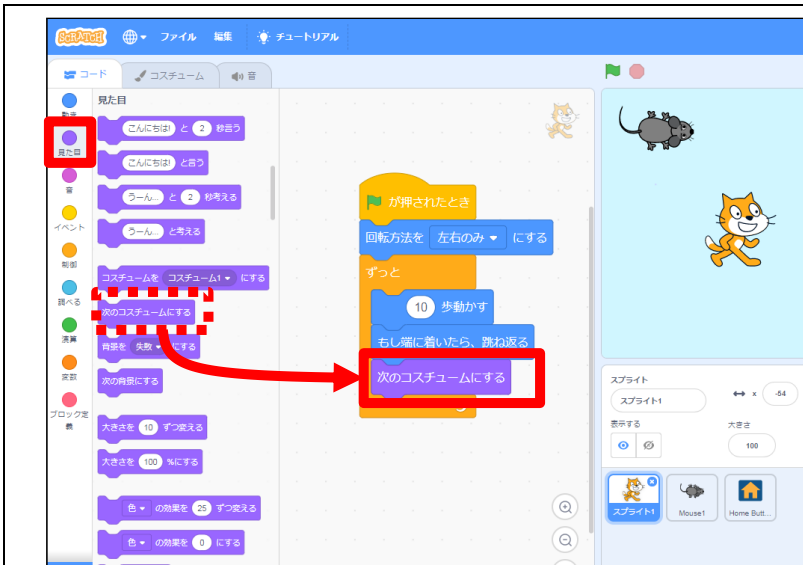 SCRATCH ファイル 編集 チュートリアル
コード コスチューム 音
見た目
見た目
音
イベント
制御
調べる
演算
変数
ブロック定義
こんにちは! と 2 秒言う
こんにちは! と言う
うーん... と 2 秒考える
うーん... と考える
コスチュームを コスチューム1 にする
次のコスチュームにする
背景を 失敗 にする
次の背景にする
大きさを 10 ずつ変える
大きさを 100 %にする
色 の効果を 25 ずつ変える
色 の効果を 0 にする
が押されたとき
回転方法を 左右のみ にする
ずっと
10 歩動かす
もし端に着いたら、跳ね返る
次のコスチュームにする
スプライト
スプライト1 x -54
表示する 大きさ
100
スプライト1 Mouse1 Home Butt...